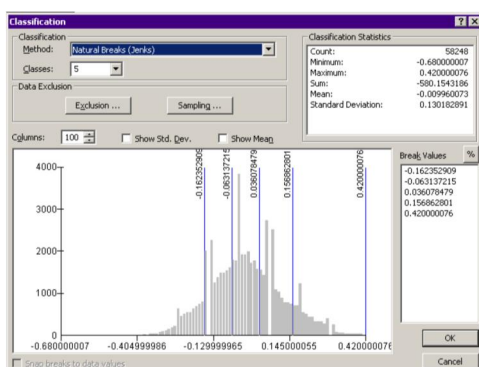 Classification
Classification
Method: Natural Breaks (Jenks)
Classes: 5
Data Exclusion
Exclusion ... Sampling ...
Classification Statistics
Count: 58248
Minimum: -0.680000007
Maximum: 0.420000076
Sum: -580.1543186
Mean: -0.009960073
Standard Deviation: 0.130182891
Columns: 100 Show Std. Dev. Show Mean
Break Values %
-0.162352909
-0.063137215
0.036078479
0.156862801
0.420000076
-0.162352909
-0.063137215
0.036078479
0.156862801
0.420000076
4000
3000
2000
1000
0
-0.680000007 -0.404999986 -0.129999965 0.145000055 0.420000076
OK
Snap breaks to data values
Cancel